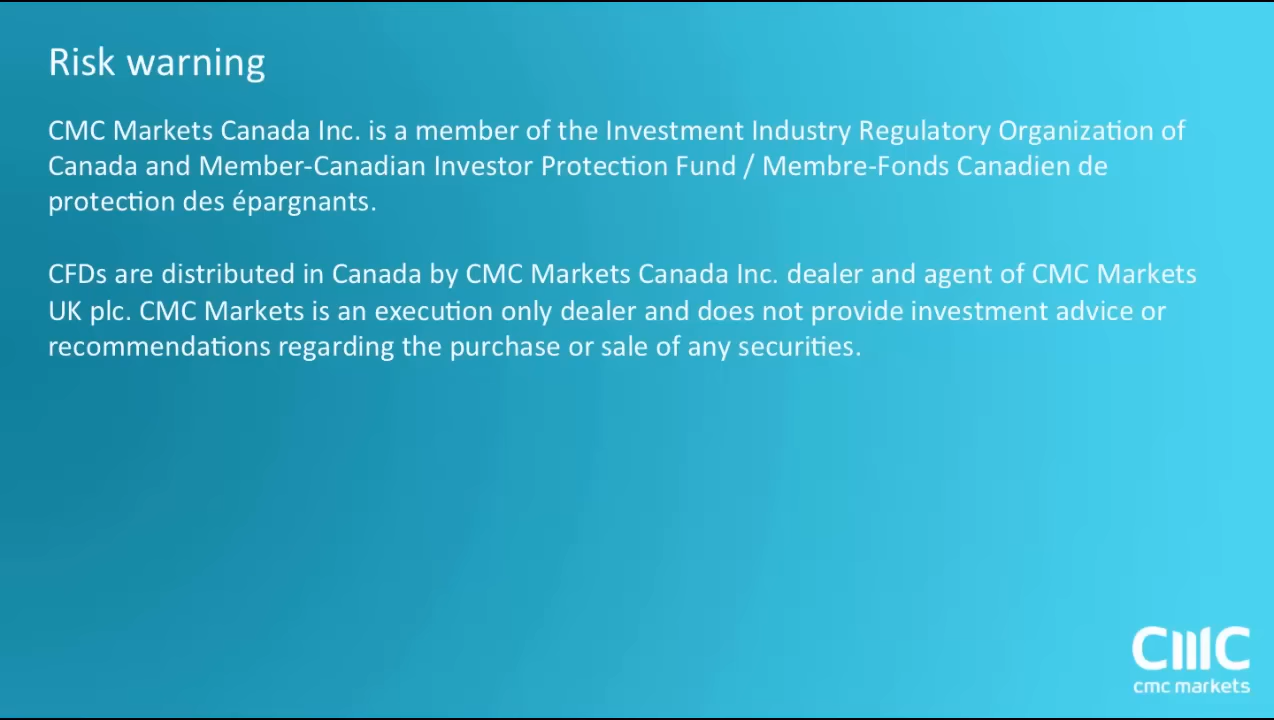 Risk warning
CMC Markets Canada Inc. is a member of the Investment Industry Regulatory Organization of
Canada and Member-Canadian Investor Protection Fund / Membre-Fonds Canadien de
protection des épargnants.
CFDs are distributed in Canada by CMC Markets Canada Inc. dealer and agent of CMC Markets
UK plc. CMC Markets is an execution only dealer and does not provide investment advice or
recommendations regarding the purchase or sale of any securities.
CMC
cmc markets